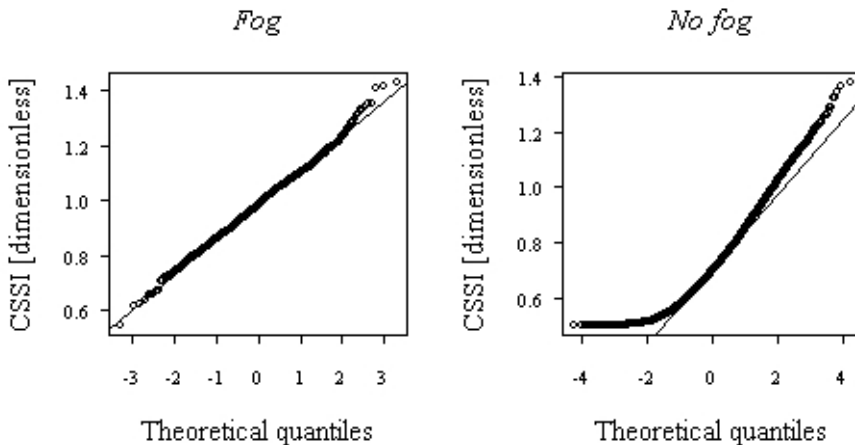 Fog
No fog
CSSI [dimensionless]
1.4
1.2
1.0
0.8
0.6
-3 -2 -1 0 1 2 3
Theoretical quantiles
CSSI [dimensionless]
1.4
1.2
1.0
0.8
0.6
-4 -2 0 2 4
Theoretical quantiles